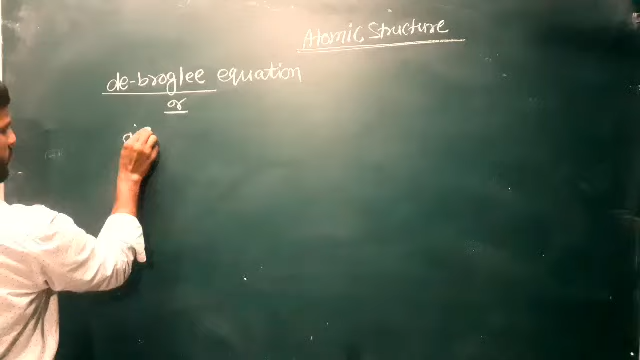 Atomic Structure
de-broglee equation
or